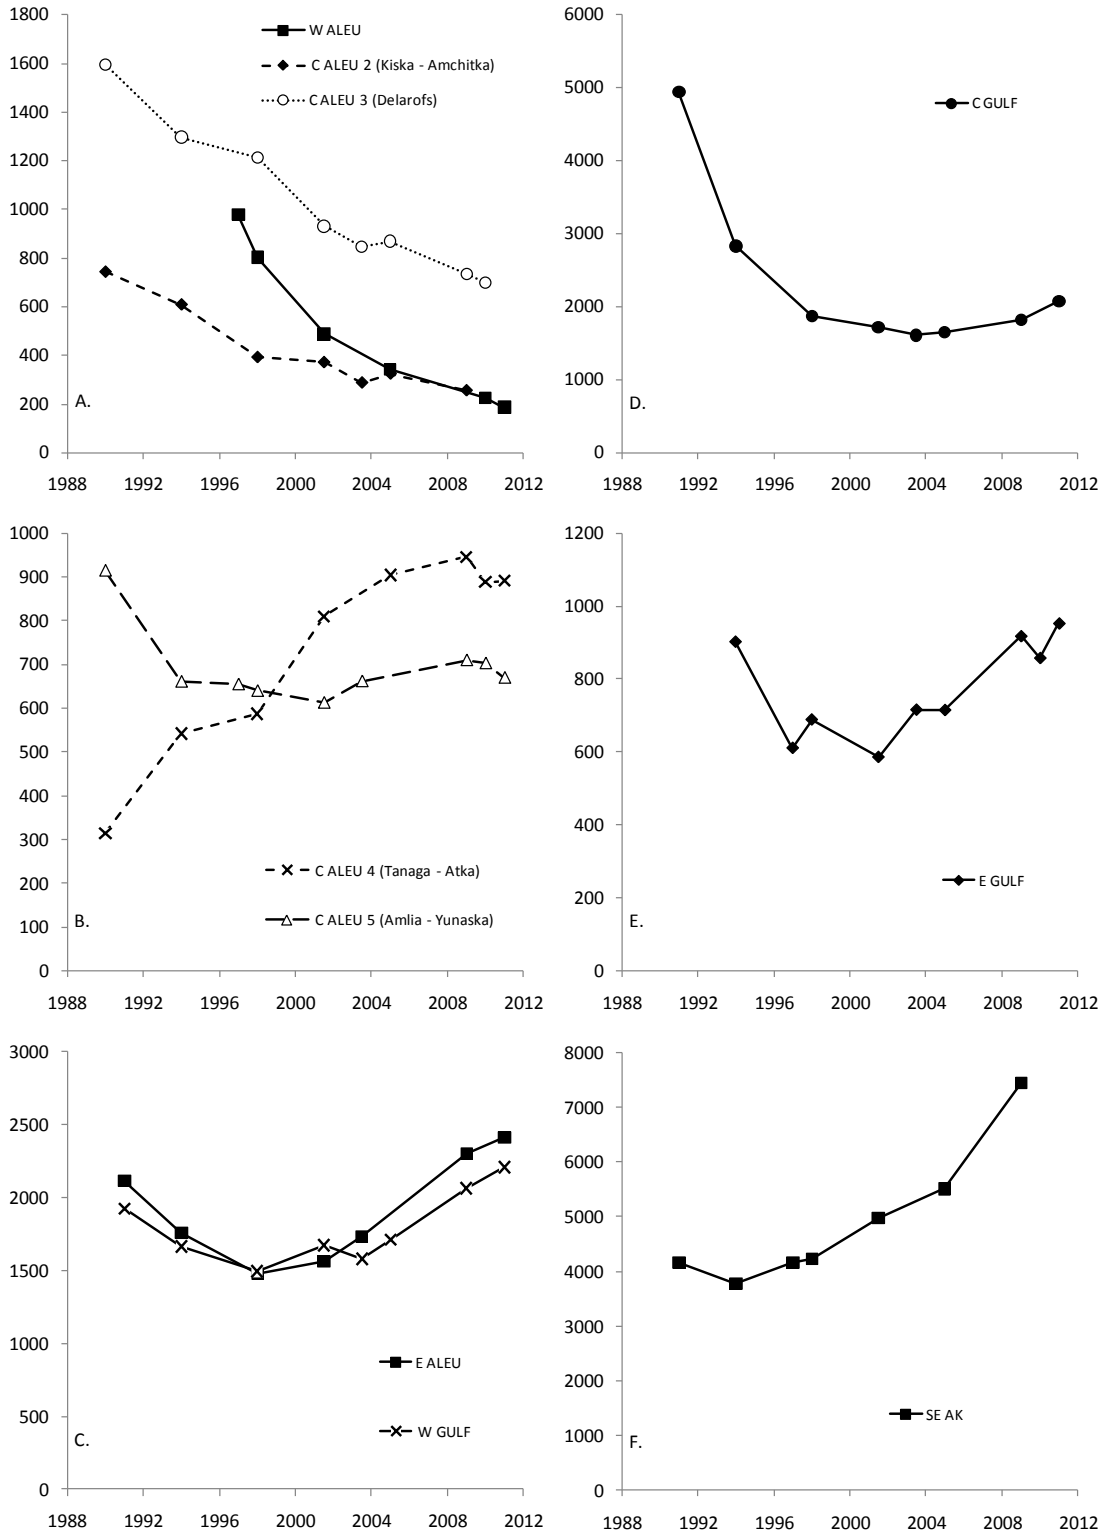 1800
1600
1400
1200
1000
800
600
400
200
0
W ALEU
C ALEU 2 (Kiska - Amchitka)
C ALEU 3 (Delarofs)
A.
1988 1992 1996 2000 2004 2008 2012
6000
5000
4000
3000
2000
1000
0
C GULF
D.
1988 1992 1996 2000 2004 2008 2012
1000
900
800
700
600
500
400
300
200
100
0
C ALEU 4 (Tanaga - Atka)
C ALEU 5 (Amlia - Yunaska)
B.
1988 1992 1996 2000 2004 2008 2012
1200
1000
800
600
400
200
0
E GULF
E.
1988 1992 1996 2000 2004 2008 2012
3000
2500
2000
1500
1000
500
0
E ALEU
W GULF
C.
1988 1992 1996 2000 2004 2008 2012
8000
7000
6000
5000
4000
3000
2000
1000
0
SE AK
F.
1988 1992 1996 2000 2004 2008 2012